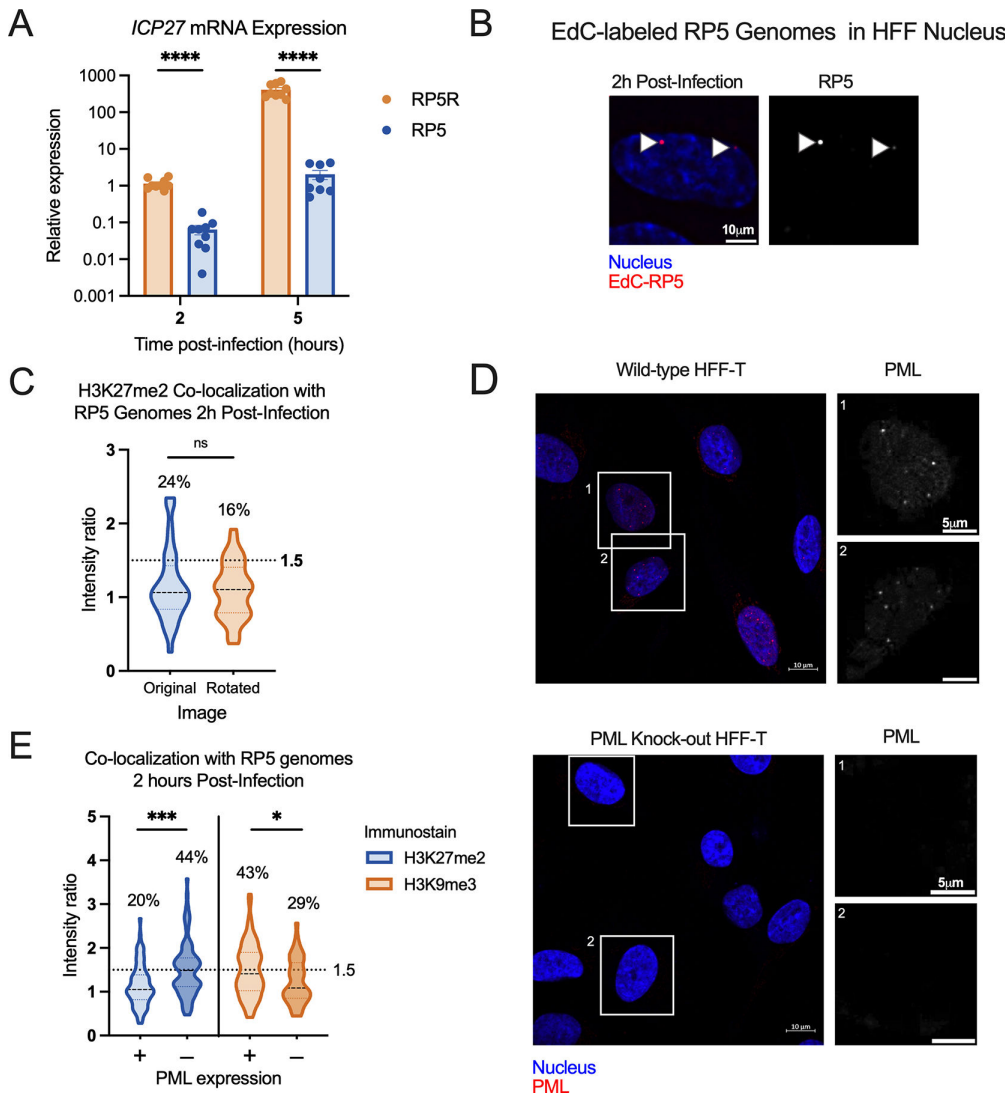 A
ICP27 mRNA Expression
****
****
1000
100
10
1
0.1
0.01
0.001
Relative expression
2
5
Time post-infection (hours)
RP5R
RP5
B
EdC-labeled RP5 Genomes in HFF Nucleus
2h Post-Infection
RP5
10μm
Nucleus
EdC-RP5
C
H3K27me2 Co-localization with
RP5 Genomes 2h Post-Infection
ns
24%
16%
3
2
1
0
1.5
Intensity ratio
Original
Rotated
Image
D
Wild-type HFF-T
PML
1
2
10 μm
1
5μm
2
PML Knock-out HFF-T
PML
1
2
10 μm
1
5μm
2
Nucleus
PML
E
Co-localization with RP5 genomes
2 hours Post-Infection
***
*
20%
44%
43%
29%
5
4
3
2
1
0
1.5
Intensity ratio
+
–
+
–
PML expression
Immunostain
H3K27me2
H3K9me3